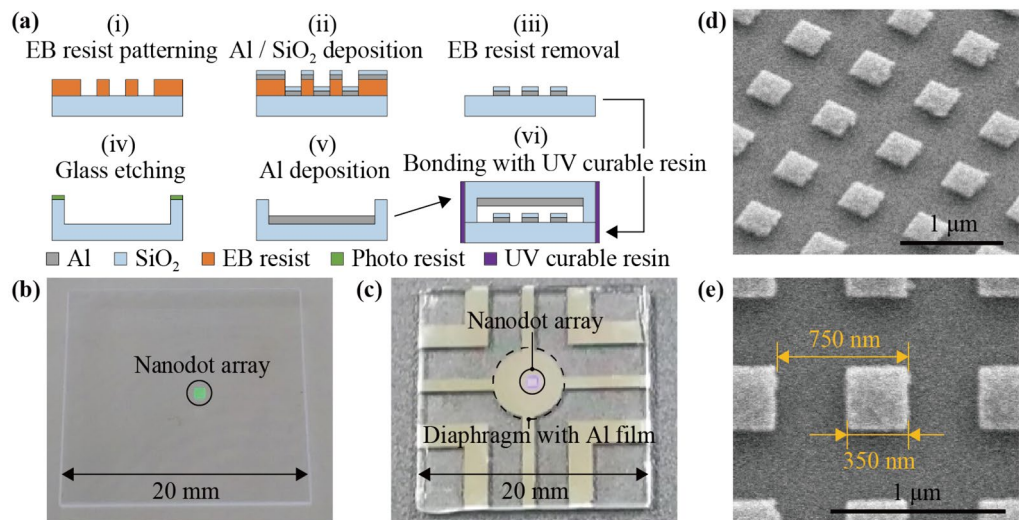 (a)
(i)
EB resist patterning
(ii)
Al / SiO₂ deposition
(iii)
EB resist removal
(iv)
Glass etching
(v)
Al deposition
(vi)
Bonding with UV curable resin
Al
SiO₂
EB resist
Photo resist
UV curable resin
(b)
Nanodot array
20 mm
(c)
Nanodot array
Diaphragm with Al film
20 mm
(d)
1 μm
(e)
750 nm
350 nm
1 μm